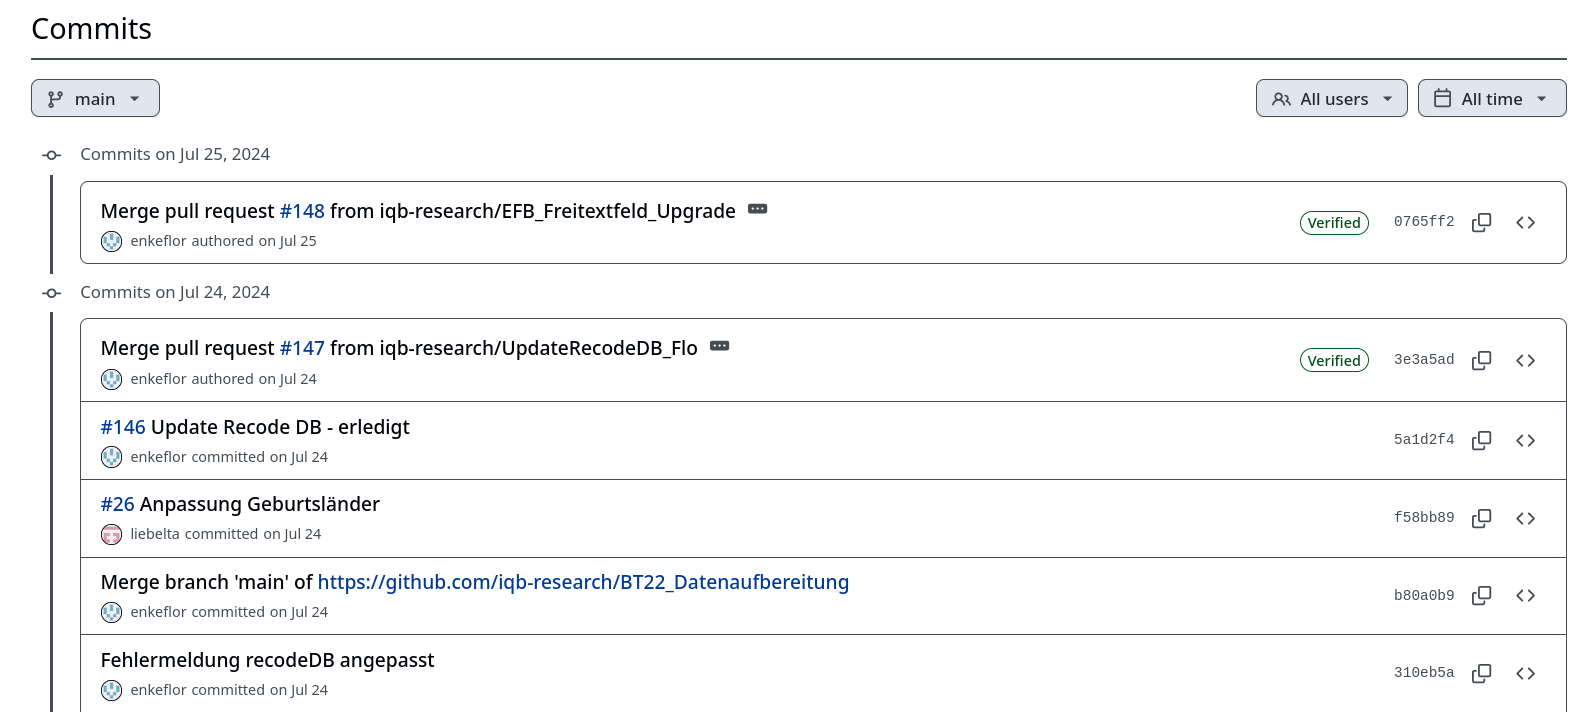 Commits
main
All users
All time
Commits on Jul 25, 2024
Merge pull request #148 from iqb-research/EFB_Freitextfeld_Upgrade
enkeflor authored on Jul 25
Verified
0765ff2
Commits on Jul 24, 2024
Merge pull request #147 from iqb-research/UpdateRecodeDB_Flo
enkeflor authored on Jul 24
Verified
3e3a5ad
#146 Update Recode DB - erledigt
enkeflor committed on Jul 24
5a1d2f4
#26 Anpassung Geburtsländer
liebelta committed on Jul 24
f58bb89
Merge branch 'main' of https://github.com/iqb-research/BT22_Datenaufbereitung
enkeflor committed on Jul 24
b80a0b9
Fehlermeldung recodeDB angepasst
enkeflor committed on Jul 24
310eb5a